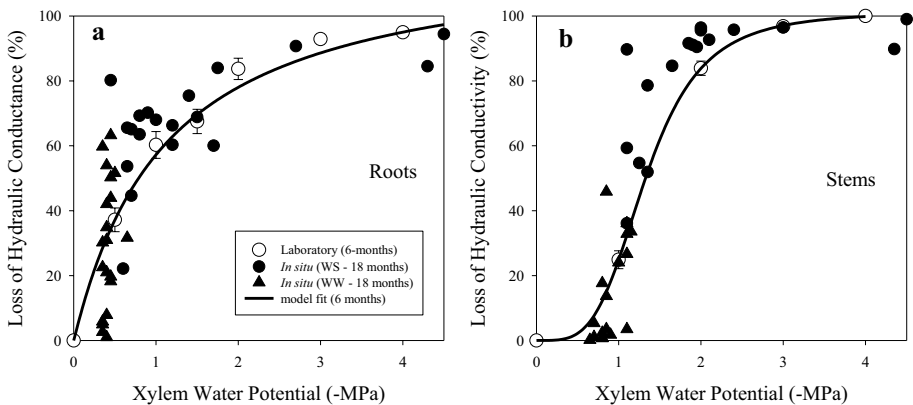 a
b
Loss of Hydraulic Conductance (%)
100
80
60
40
20
0
Roots
Laboratory (6-months)
In situ (WS - 18 months)
In situ (WW - 18 months)
model fit (6 months)
0 1 2 3 4
Xylem Water Potential (-MPa)
Loss of Hydraulic Conductivity (%)
100
80
60
40
20
0
Stems
0 1 2 3 4
Xylem Water Potential (-MPa)